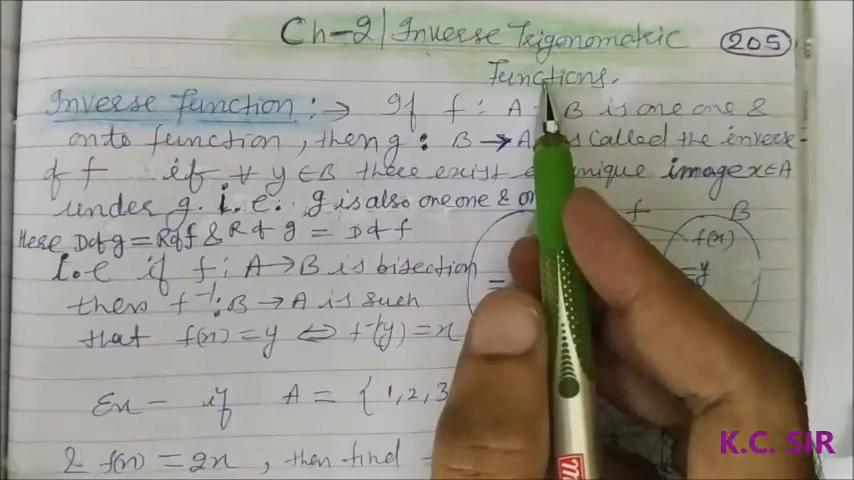 Ch-2| Inverse Trigonometric
205
Functions.
Inverse Function :→ If f : A B is one one &
onto function, then g : B → A is called the inverse
of f if ∀ y ∈ B there exist unique image x ∈ A
under g. i.e. g is also one one &
Here D of g = R of f & R of g = D of f
f B
f(x)
i.e if f : A → B is bisection
= =y
then f⁻¹: B → A is such
that f(x) = y ⇔ f⁻¹(y) = x
Ex - if A = { 1, 2, 3
& f(x) = 2x, then find
K.C. SIR